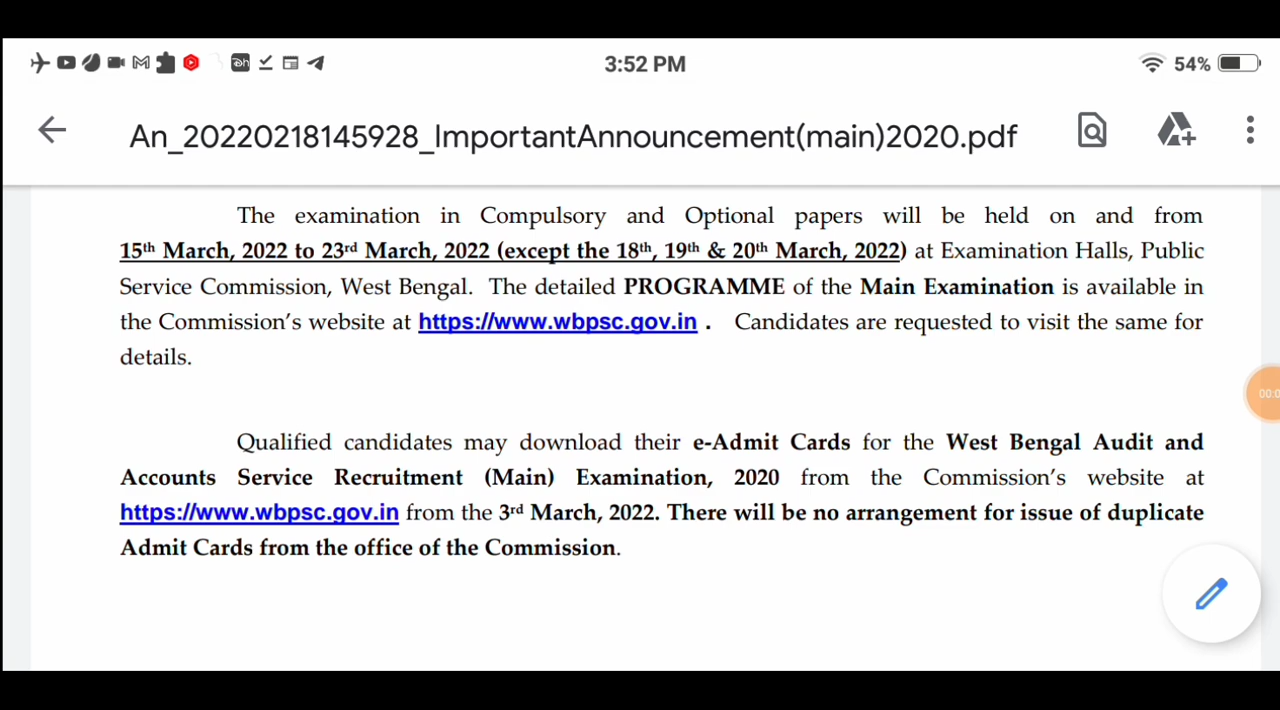 3:52 PM
54%
An_20220218145928_ImportantAnnouncement(main)2020.pdf
The examination in Compulsory and Optional papers will be held on and from
15th March, 2022 to 23rd March, 2022 (except the 18th, 19th & 20th March, 2022) at Examination Halls, Public
Service Commission, West Bengal. The detailed PROGRAMME of the Main Examination is available in
the Commission's website at https://www.wbpsc.gov.in . Candidates are requested to visit the same for
details.
00:0
Qualified candidates may download their e-Admit Cards for the West Bengal Audit and
Accounts Service Recruitment (Main) Examination, 2020 from the Commission's website at
https://www.wbpsc.gov.in from the 3rd March, 2022. There will be no arrangement for issue of duplicate
Admit Cards from the office of the Commission.